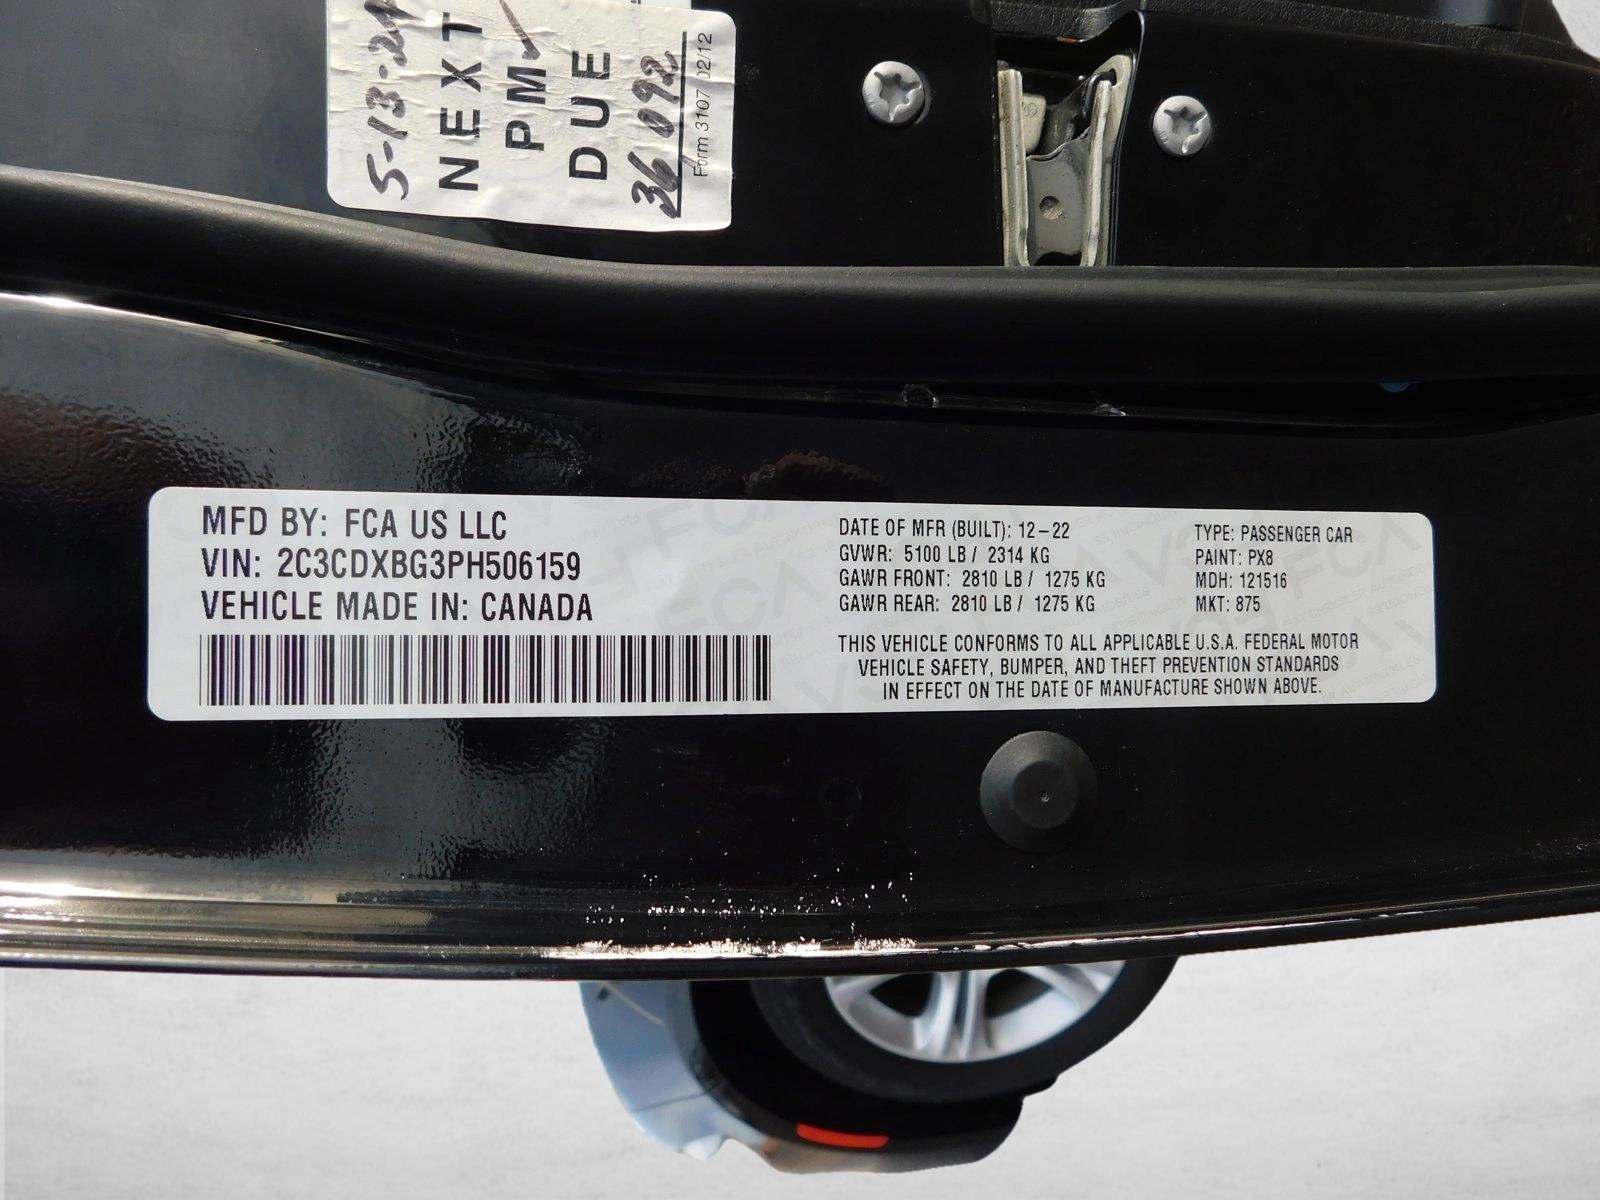 5-13-24
NEXT
PM
DUE
36 092
Form 3107 02/12
MFD BY: FCA US LLC
VIN: 2C3CDXBG3PH506159
VEHICLE MADE IN: CANADA
DATE OF MFR (BUILT): 12-22
GVWR: 5100 LB / 2314 KG
GAWR FRONT: 2810 LB / 1275 KG
GAWR REAR: 2810 LB / 1275 KG
TYPE: PASSENGER CAR
PAINT: PX8
MDH: 121516
MKT: 875
THIS VEHICLE CONFORMS TO ALL APPLICABLE U.S.A. FEDERAL MOTOR
VEHICLE SAFETY, BUMPER, AND THEFT PREVENTION STANDARDS
IN EFFECT ON THE DATE OF MANUFACTURE SHOWN ABOVE.